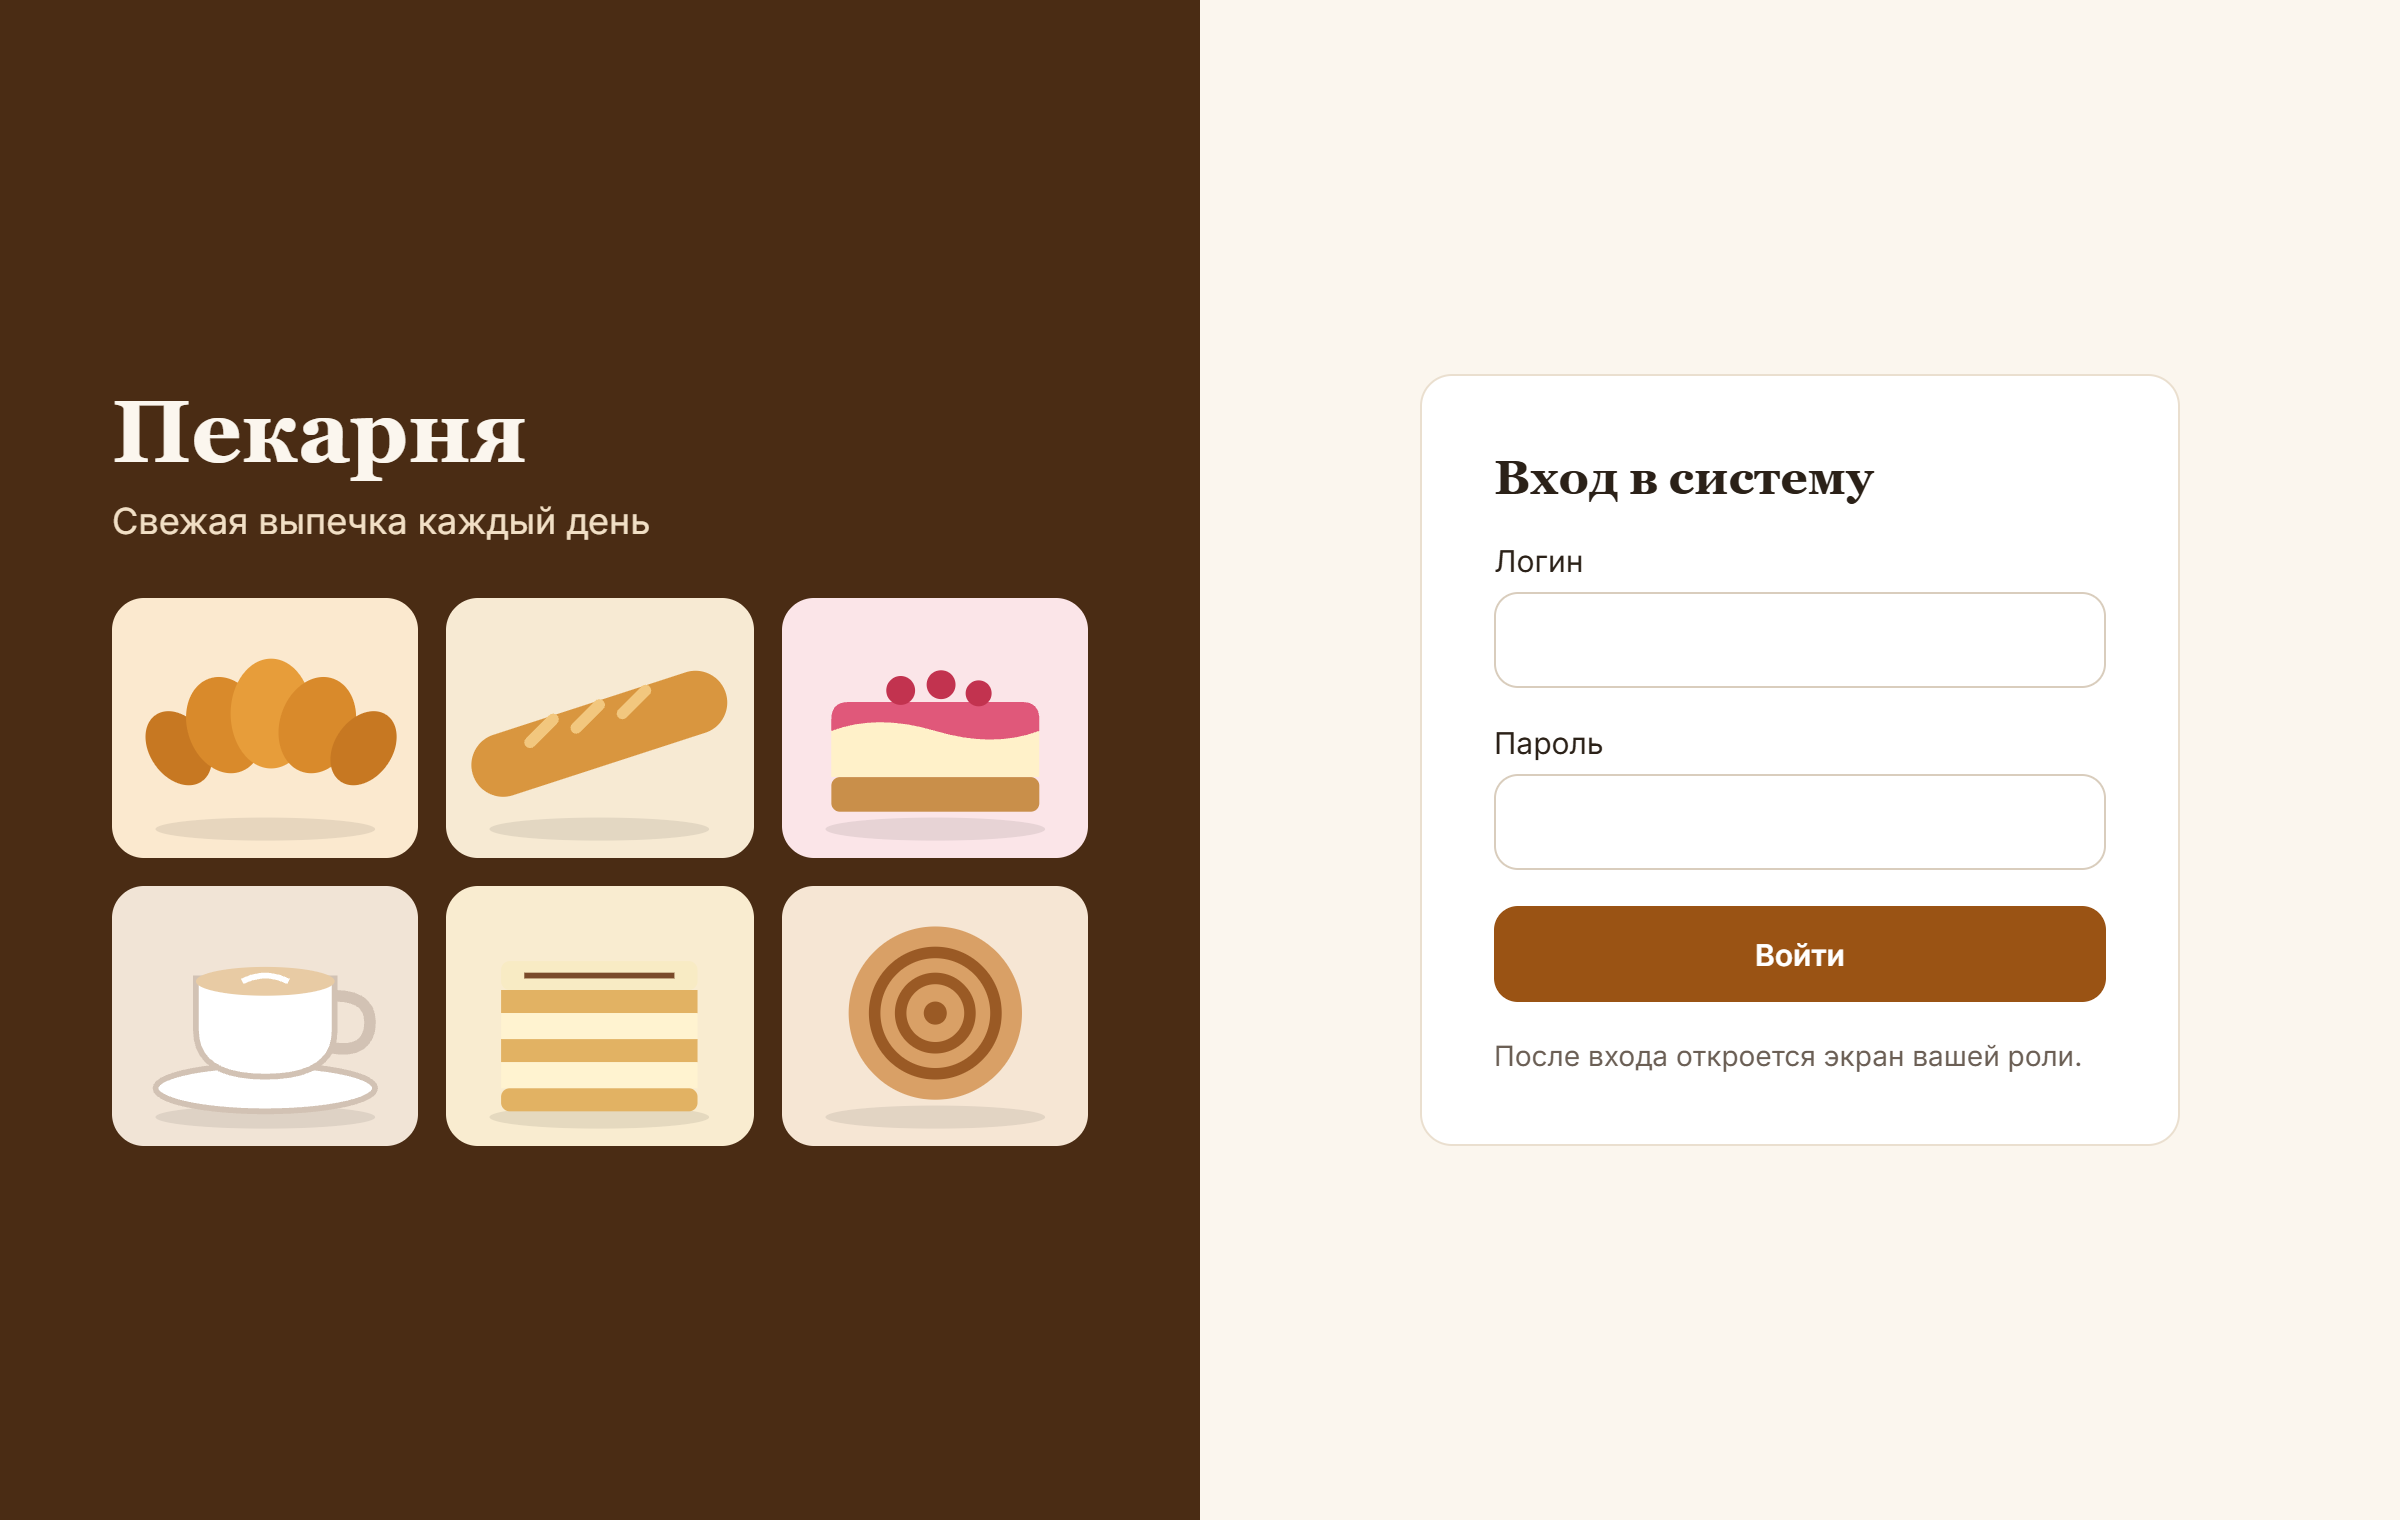 Пекарня
Свежая выпечка каждый день
Вход в систему
Логин
Пароль
Войти
После входа откроется экран вашей роли.